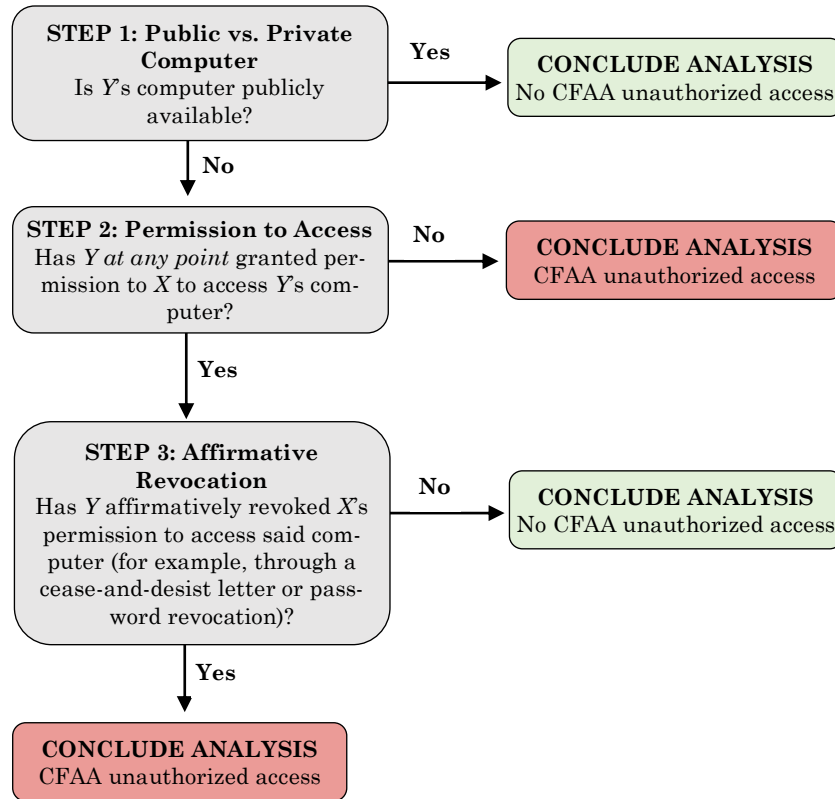 STEP 1: Public vs. Private
Computer
Is Y's computer publicly
available?
Yes
CONCLUDE ANALYSIS
No CFAA unauthorized access
No
STEP 2: Permission to Access
Has Y at any point granted per-
mission to X to access Y's com-
puter?
No
CONCLUDE ANALYSIS
CFAA unauthorized access
Yes
STEP 3: Affirmative
Revocation
Has Y affirmatively revoked X's
permission to access said com-
puter (for example, through a
cease-and-desist letter or pass-
word revocation)?
No
CONCLUDE ANALYSIS
No CFAA unauthorized access
Yes
CONCLUDE ANALYSIS
CFAA unauthorized access